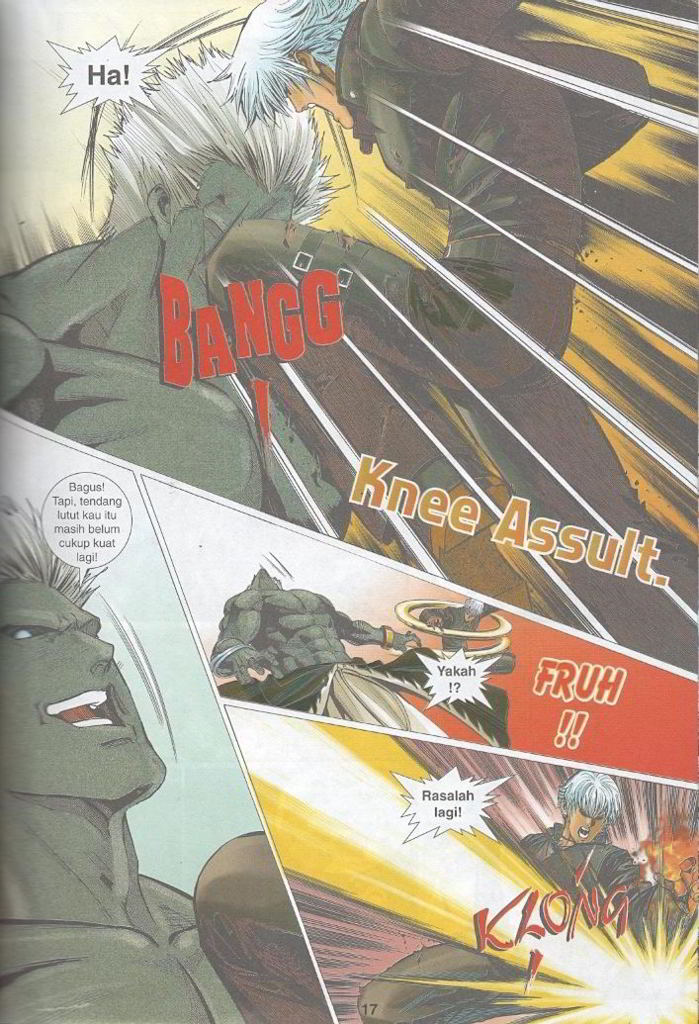 Ha!
BANGG
!
Knee Assult.
Bagus!
Tapi, tendang
lutut kau itu
masih belum
cukup kuat
lagi!
Yakah
!?
FRUH
!!
Rasalah
lagi!
KLONG
!
17